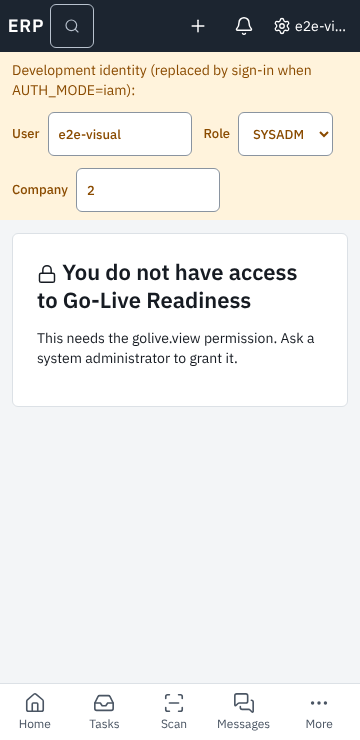 ERP
e2e-vi...
Development identity (replaced by sign-in when
AUTH_MODE=iam):
User e2e-visual Role SYSADM
Company 2
You do not have access
to Go-Live Readiness
This needs the golive.view permission. Ask a
system administrator to grant it.
Home Tasks Scan Messages More